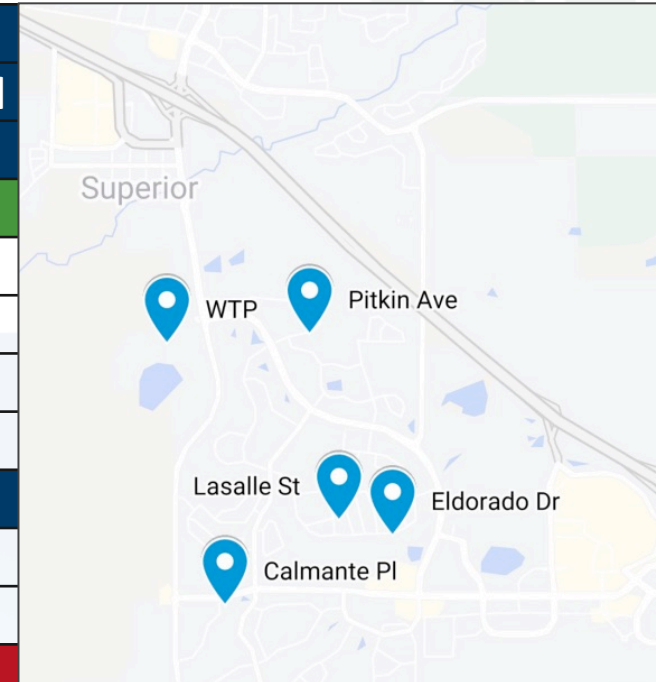 Superior
WTP
Pitkin Ave
Lasalle St
Eldorado Dr
Calmante Pl